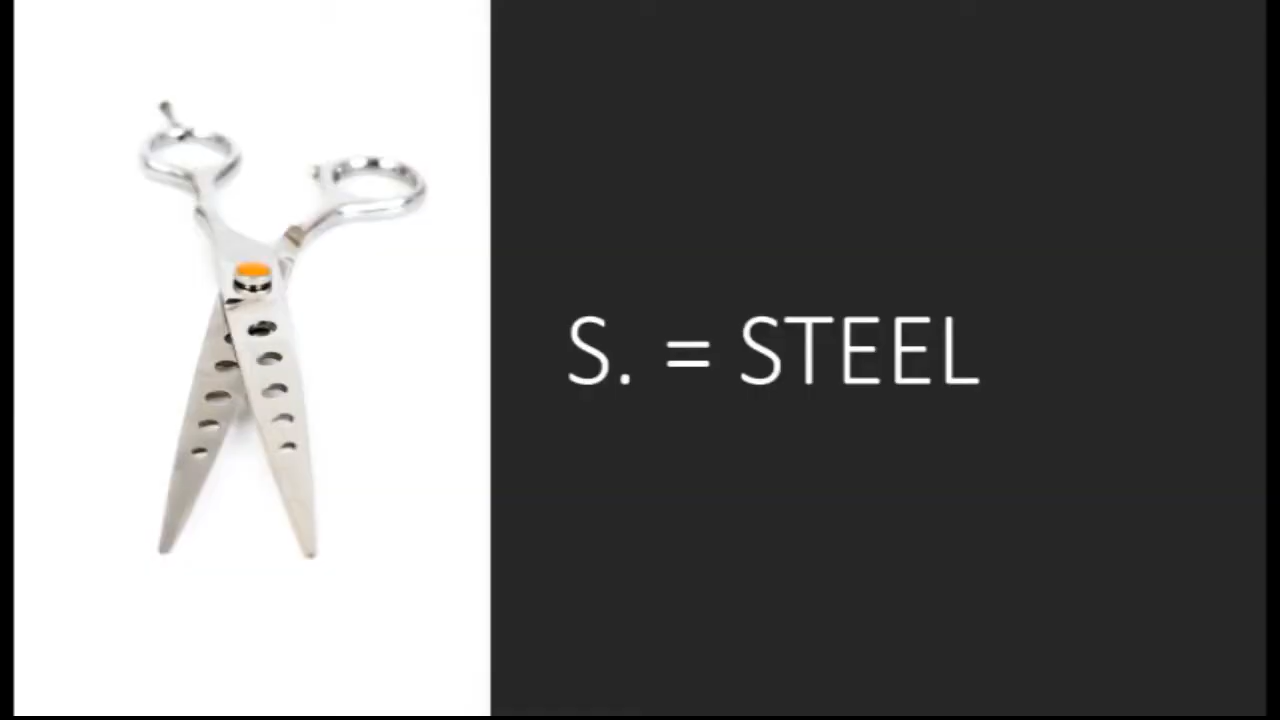 S. = STEEL